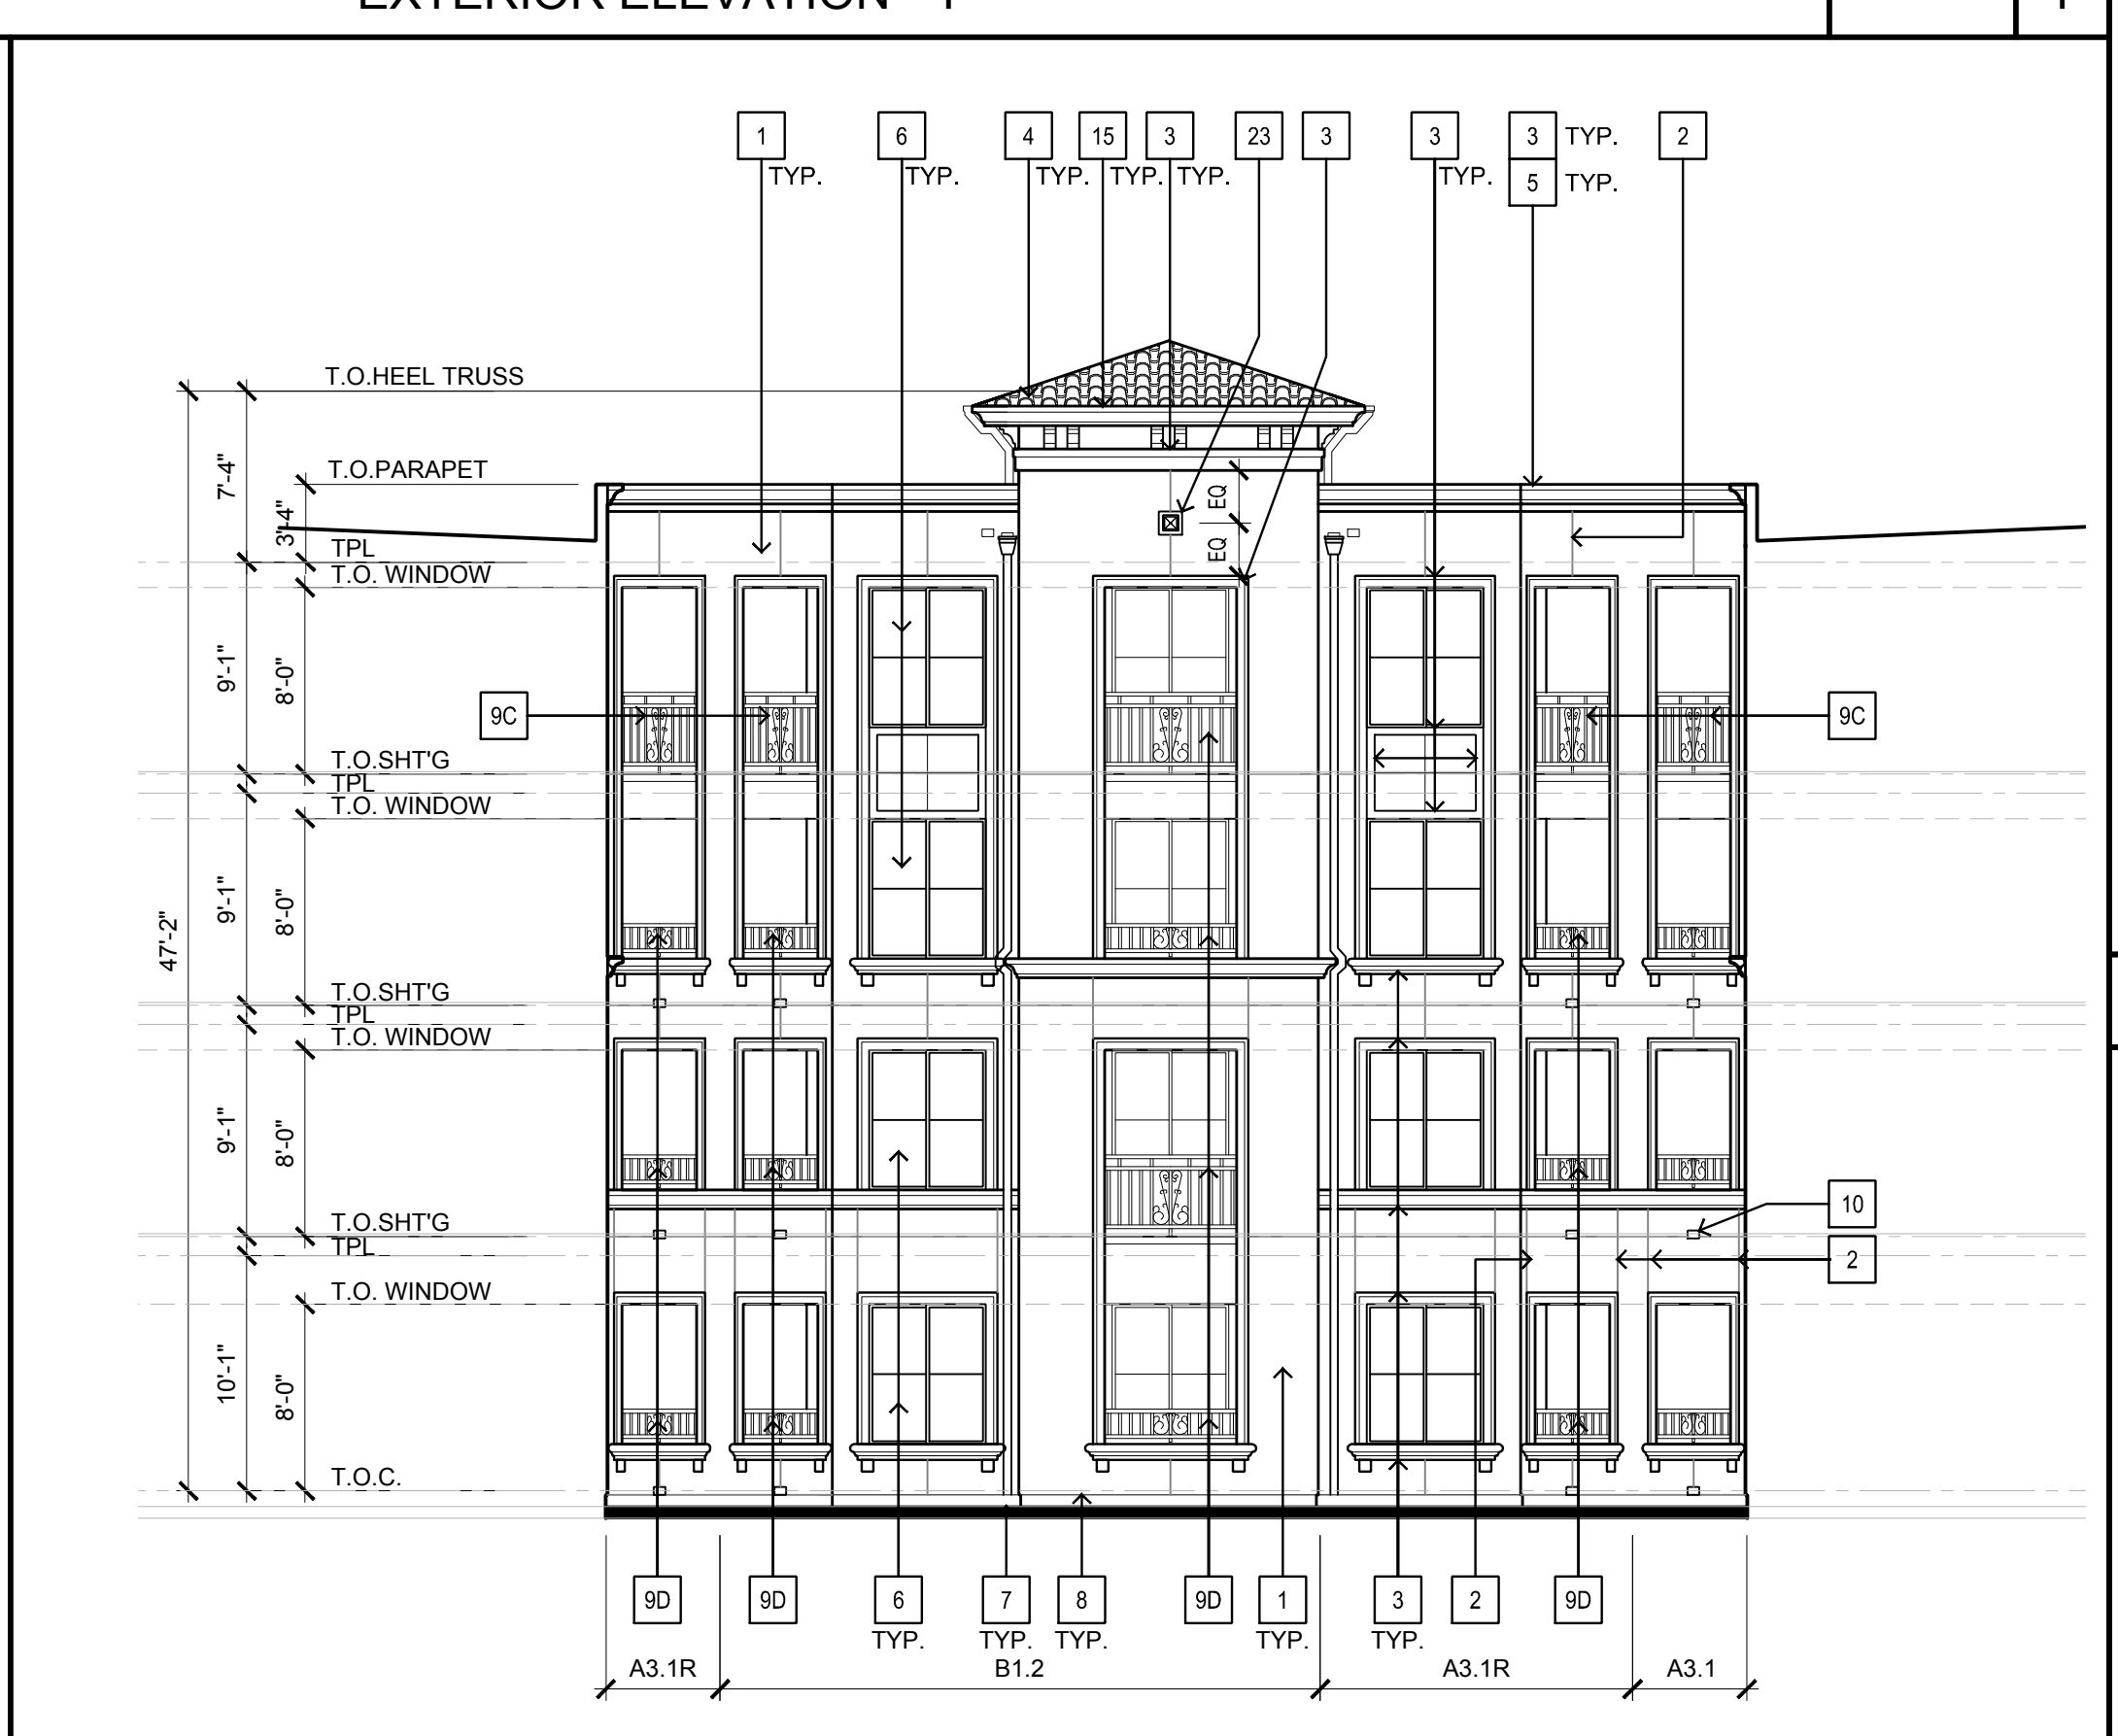 1 6 4 15 3 23 3 3 3 TYP. 2
TYP. TYP. TYP. TYP. TYP. TYP. 5 TYP.
T.O.HEEL TRUSS
7'-4"
T.O.PARAPET
3'-4"
EQ
EQ
TPL
T.O. WINDOW
9'-1"
8'-0"
9C 9C
T.O.SHT'G
TPL
T.O. WINDOW
9'-1"
8'-0"
47'-2"
T.O.SHT'G
TPL
T.O. WINDOW
9'-1"
8'-0"
10
T.O.SHT'G
TPL
2
T.O. WINDOW
10'-1"
8'-0"
T.O.C.
9D 9D 6 7 8 9D 1 3 2 9D
TYP. TYP. TYP. TYP. TYP.
A3.1R B1.2 A3.1R A3.1